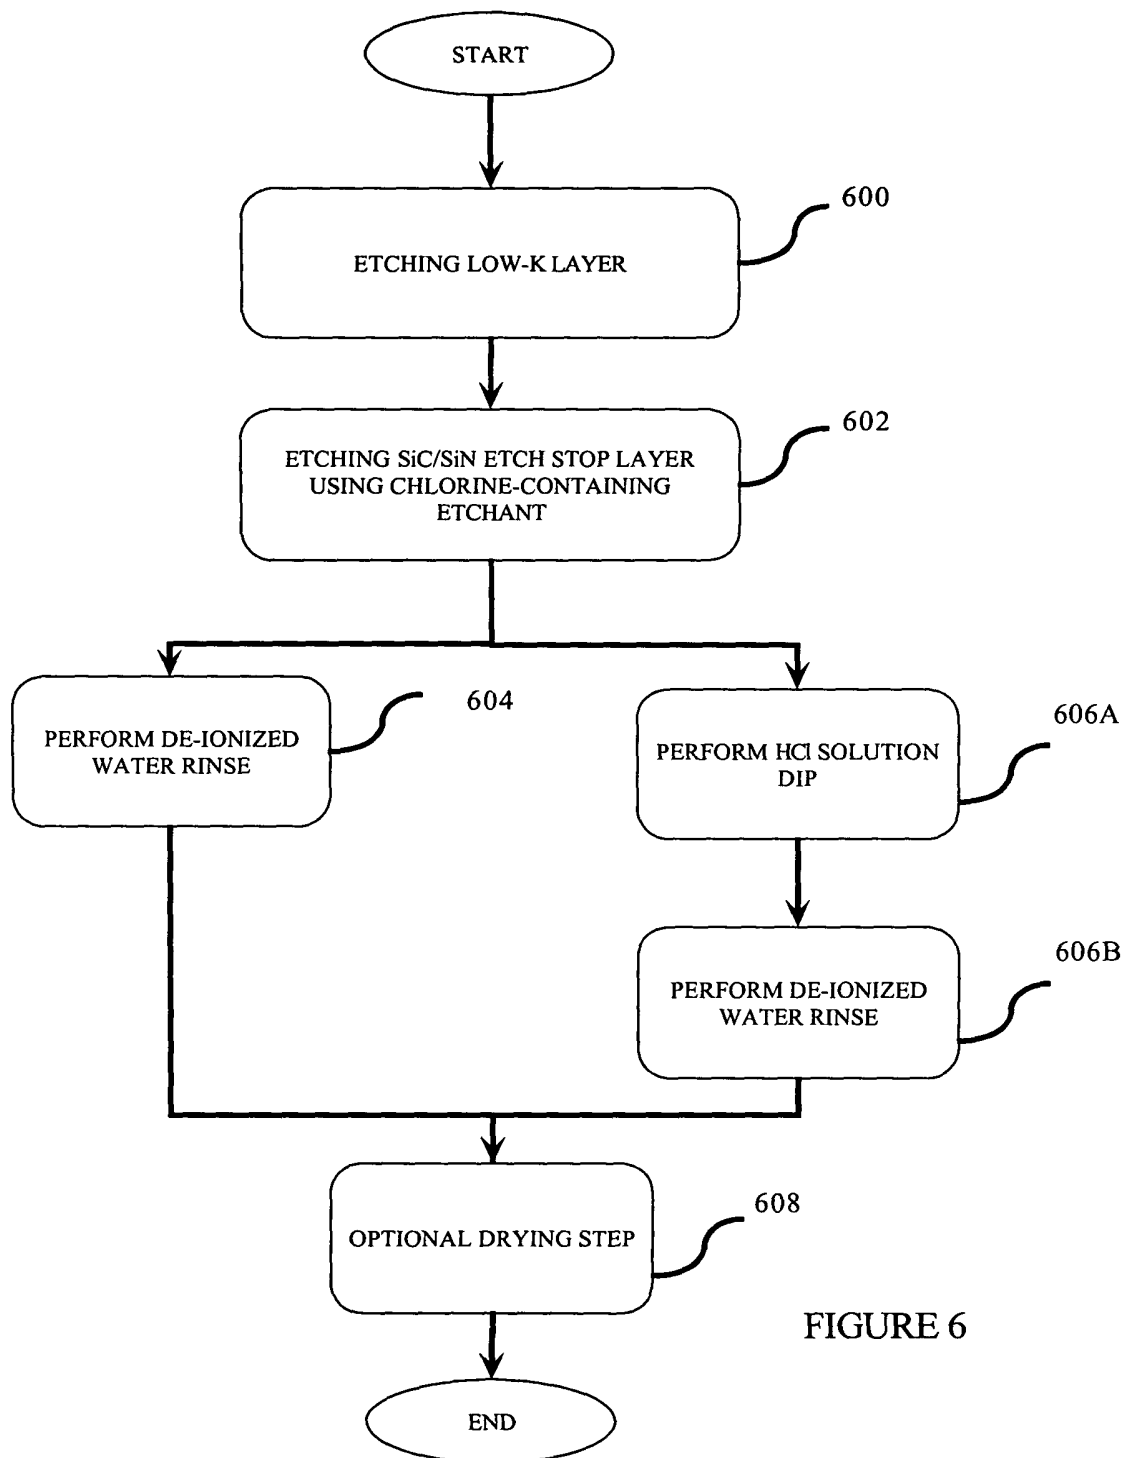 START
600
ETCHING LOW-K LAYER
602
ETCHING SiC/SiN ETCH STOP LAYER
USING CHLORINE-CONTAINING
ETCHANT
604
PERFORM DE-IONIZED
WATER RINSE
606A
PERFORM HCl SOLUTION
DIP
606B
PERFORM DE-IONIZED
WATER RINSE
608
OPTIONAL DRYING STEP
FIGURE 6
END